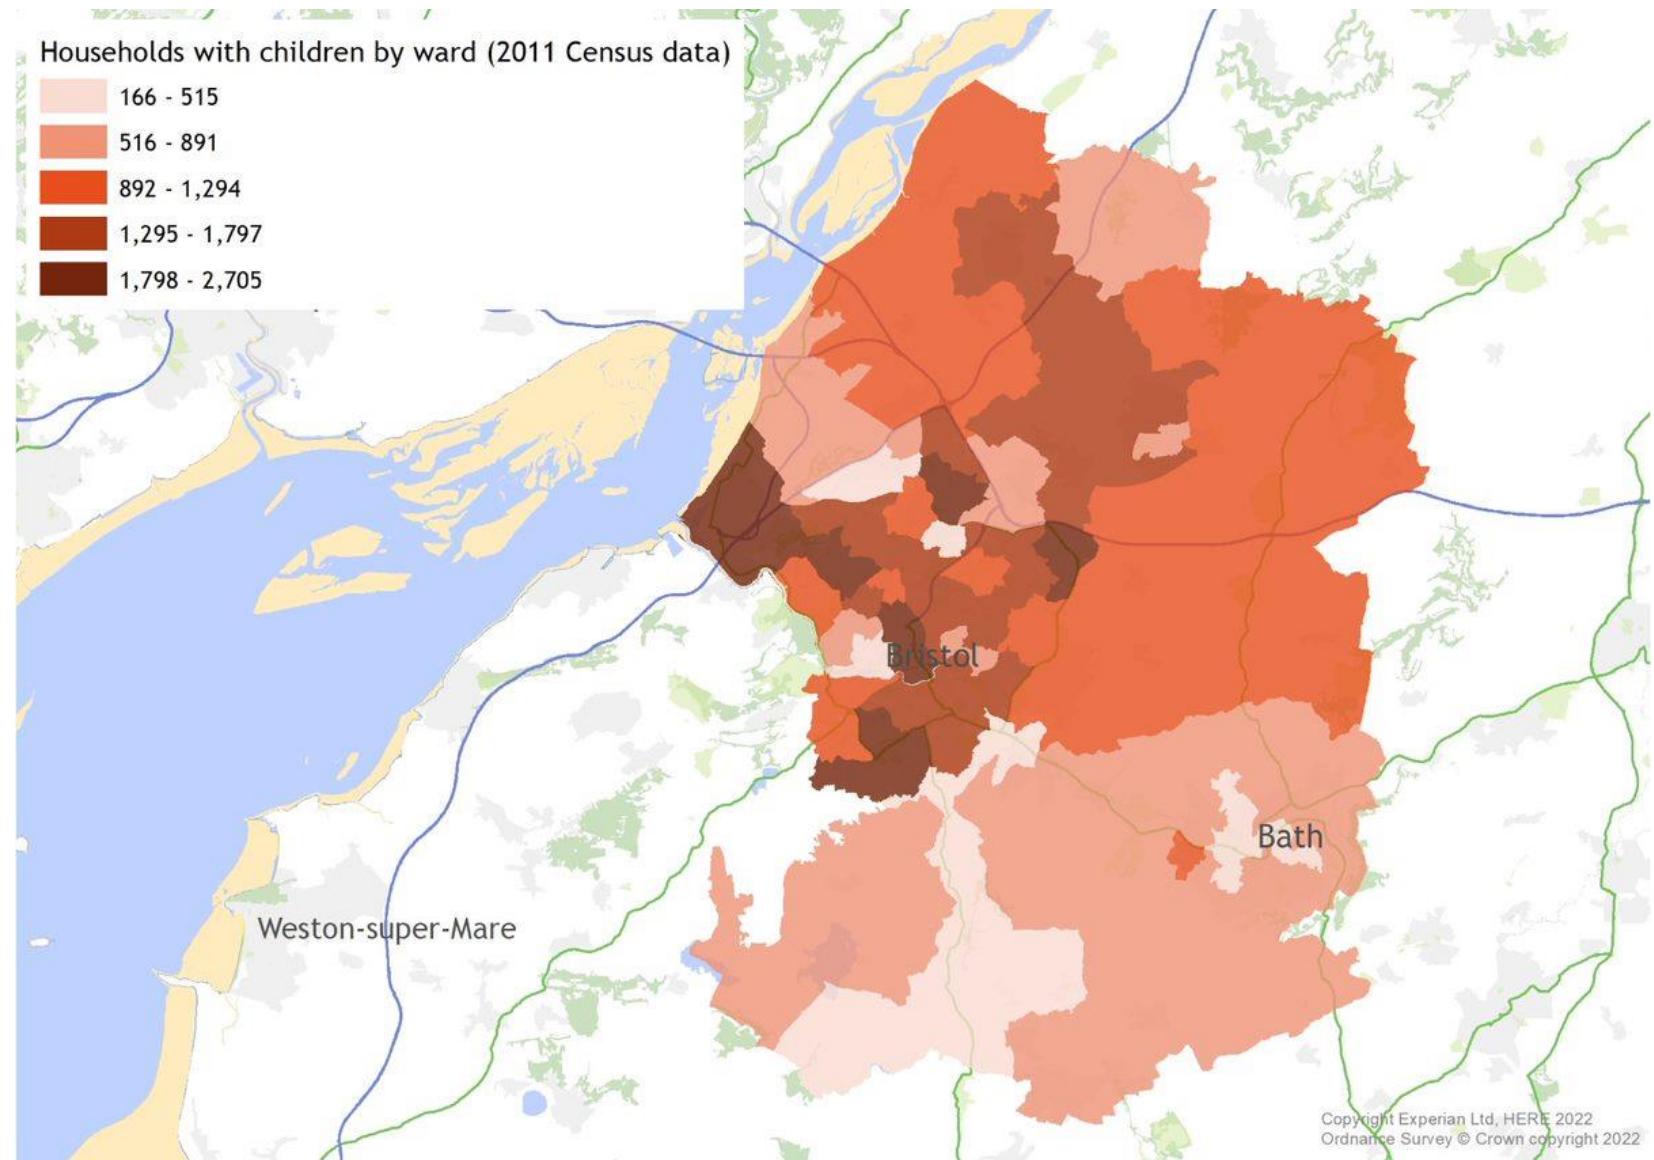 Households with children by ward (2011 Census data)
166 - 515
516 - 891
892 - 1,294
1,295 - 1,797
1,798 - 2,705
Bristol
Bath
Weston-super-Mare
Copyright Experian Ltd, HERE 2022
Ordnance Survey © Crown copyright 2022